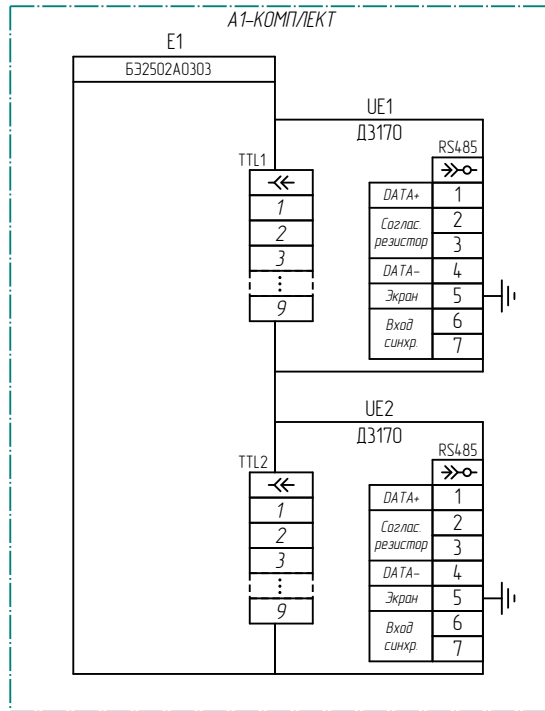 А1-КОМПЛЕКТ
E1
БЭ2502А0303
UE1
Д3170
RS485
TTL1
1
2
3
⋮
9
DATA+ 1
Соглас. 2
резистор 3
DATA- 4
Экран 5
Вход 6
синхр. 7
UE2
Д3170
RS485
TTL2
1
2
3
⋮
9
DATA+ 1
Соглас. 2
резистор 3
DATA- 4
Экран 5
Вход 6
синхр. 7